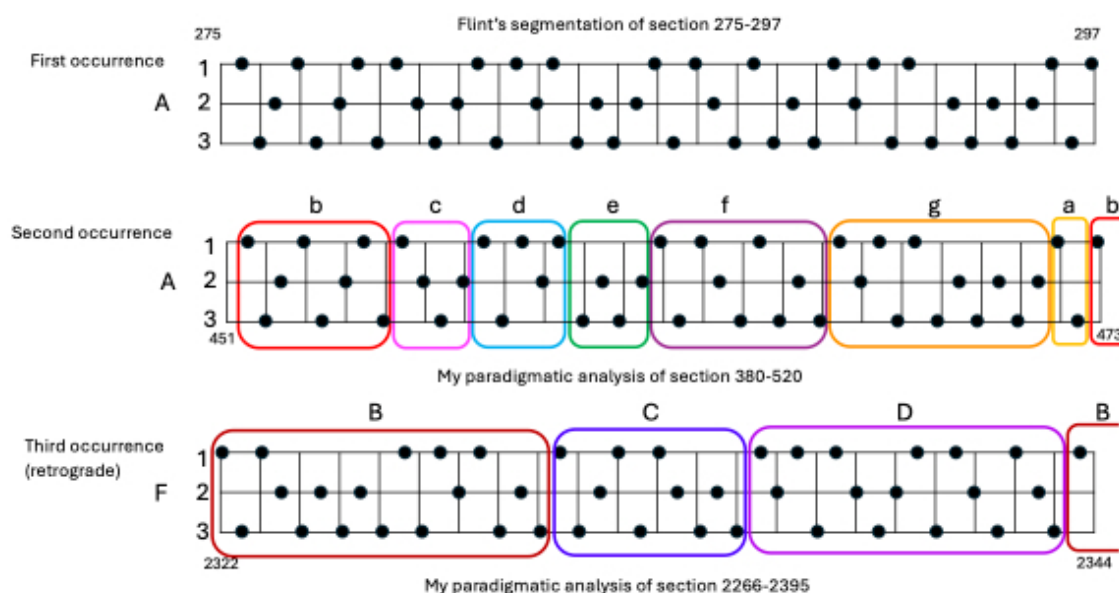 Flint's segmentation of section 275-297
275
297
First occurrence
1
A
2
3
b
c
d
e
f
g
a
b
Second occurrence
1
A
2
3
451
473
My paradigmatic analysis of section 380-520
B
C
D
B
Third occurrence
(retrograde)
1
F
2
3
2322
2344
My paradigmatic analysis of section 2266-2395